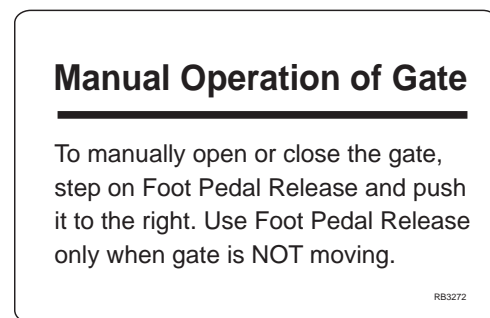 Manual Operation of Gate
To manually open or close the gate,
step on Foot Pedal Release and push
it to the right. Use Foot Pedal Release
only when gate is NOT moving.
RB3272